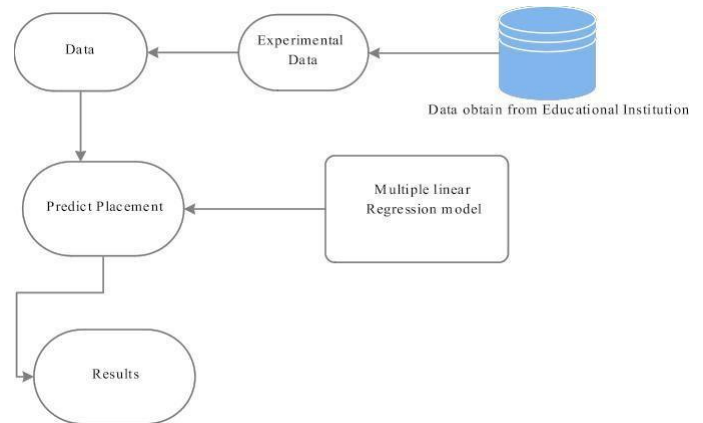 Data
Experimental
Data
Data obtain from Educational Institution
Predict Placement
Multiple linear
Regression model
Results